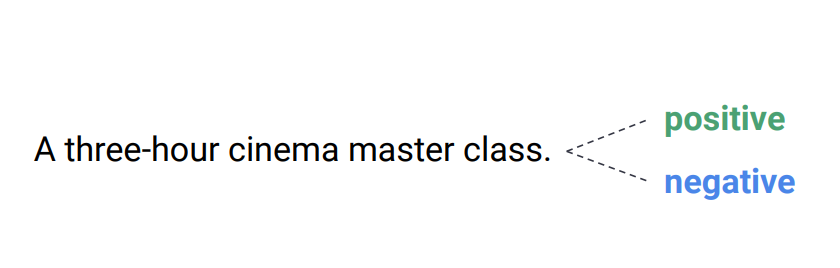 A three-hour cinema master class.
positive
negative